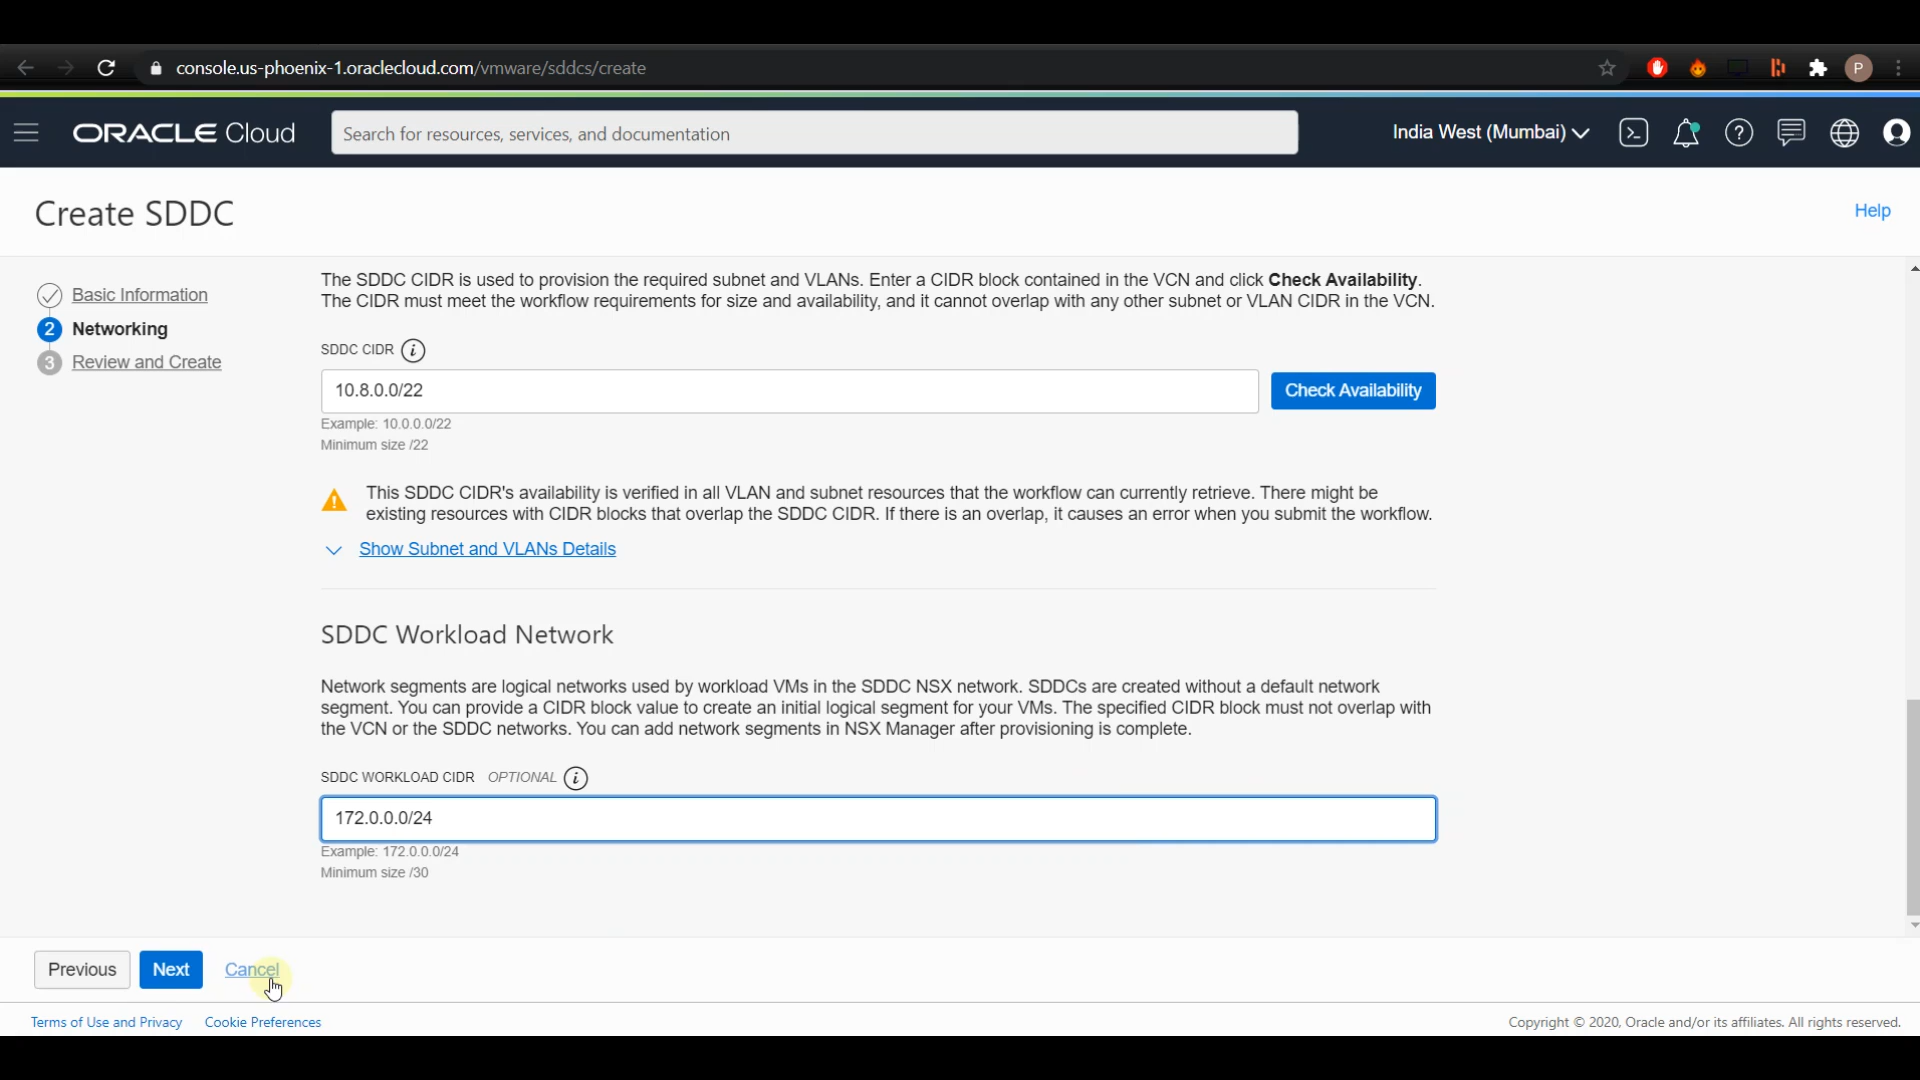 console.us-phoenix-1.oraclecloud.com/vmware/sddcs/create
P
ORACLE Cloud
Search for resources, services, and documentation
India West (Mumbai)
Create SDDC
Help
Basic Information
2 Networking
3 Review and Create
The SDDC CIDR is used to provision the required subnet and VLANs. Enter a CIDR block contained in the VCN and click Check Availability.
The CIDR must meet the workflow requirements for size and availability, and it cannot overlap with any other subnet or VLAN CIDR in the VCN.
SDDC CIDR i
10.8.0.0/22
Check Availability
Example: 10.0.0.0/22
Minimum size /22
This SDDC CIDR's availability is verified in all VLAN and subnet resources that the workflow can currently retrieve. There might be
existing resources with CIDR blocks that overlap the SDDC CIDR. If there is an overlap, it causes an error when you submit the workflow.
Show Subnet and VLANs Details
SDDC Workload Network
Network segments are logical networks used by workload VMs in the SDDC NSX network. SDDCs are created without a default network
segment. You can provide a CIDR block value to create an initial logical segment for your VMs. The specified CIDR block must not overlap with
the VCN or the SDDC networks. You can add network segments in NSX Manager after provisioning is complete.
SDDC WORKLOAD CIDR OPTIONAL i
172.0.0.0/24
Example: 172.0.0.0/24
Minimum size /30
Previous
Next
Cancel
Terms of Use and Privacy
Cookie Preferences
Copyright © 2020, Oracle and/or its affiliates. All rights reserved.